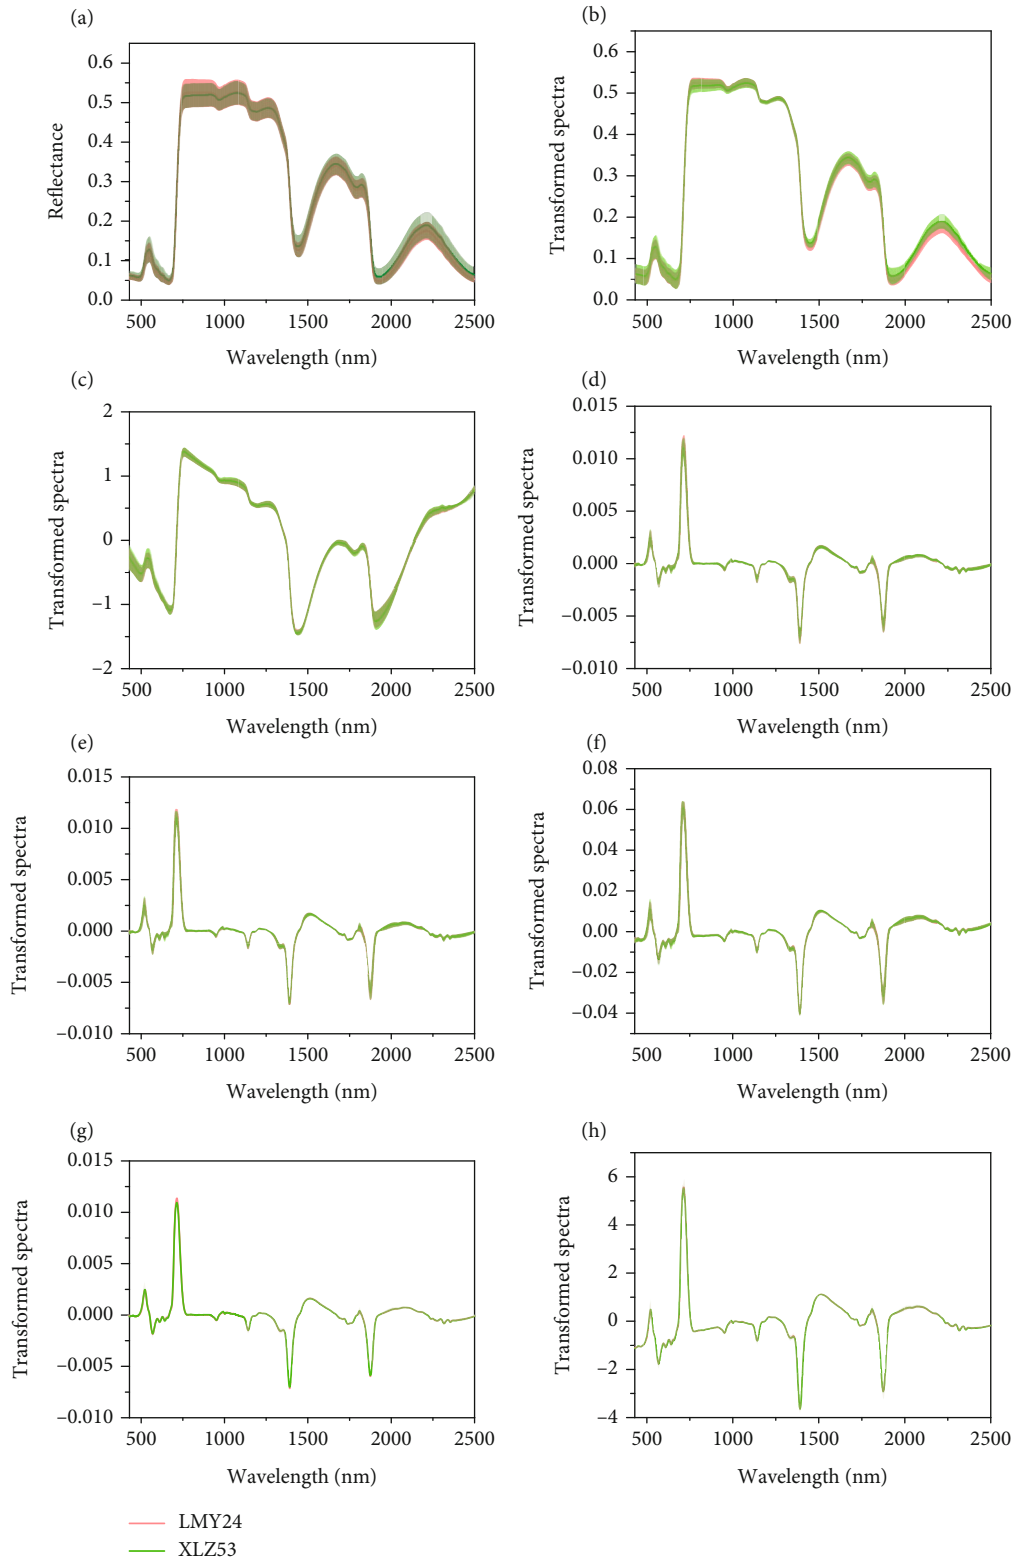 (a)
0.6
0.5
0.4
0.3
0.2
0.1
0.0
Reflectance
500 1000 1500 2000 2500
Wavelength (nm)
(b)
0.6
0.5
0.4
0.3
0.2
0.1
0.0
Transformed spectra
500 1000 1500 2000 2500
Wavelength (nm)
(c)
2
1
0
−1
−2
Transformed spectra
500 1000 1500 2000 2500
Wavelength (nm)
(d)
0.015
0.010
0.005
0.000
−0.005
−0.010
Transformed spectra
500 1000 1500 2000 2500
Wavelength (nm)
(e)
0.015
0.010
0.005
0.000
−0.005
−0.010
Transformed spectra
500 1000 1500 2000 2500
Wavelength (nm)
(f)
0.08
0.06
0.04
0.02
0.00
−0.02
−0.04
Transformed spectra
500 1000 1500 2000 2500
Wavelength (nm)
(g)
0.015
0.010
0.005
0.000
−0.005
−0.010
Transformed spectra
500 1000 1500 2000 2500
Wavelength (nm)
(h)
6
4
2
0
−2
−4
Transformed spectra
500 1000 1500 2000 2500
Wavelength (nm)
LMY24
XLZ53